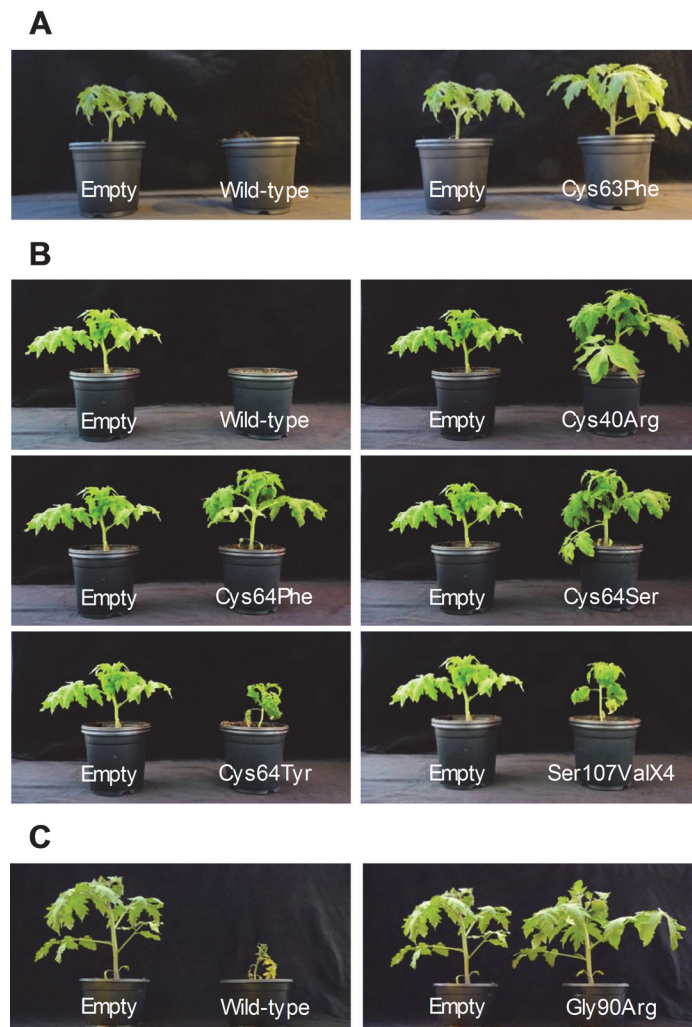 A
Empty Wild-type Empty Cys63Phe
B
Empty Wild-type Empty Cys40Arg
Empty Cys64Phe Empty Cys64Ser
Empty Cys64Tyr Empty Ser107ValX4
C
Empty Wild-type Empty Gly90Arg